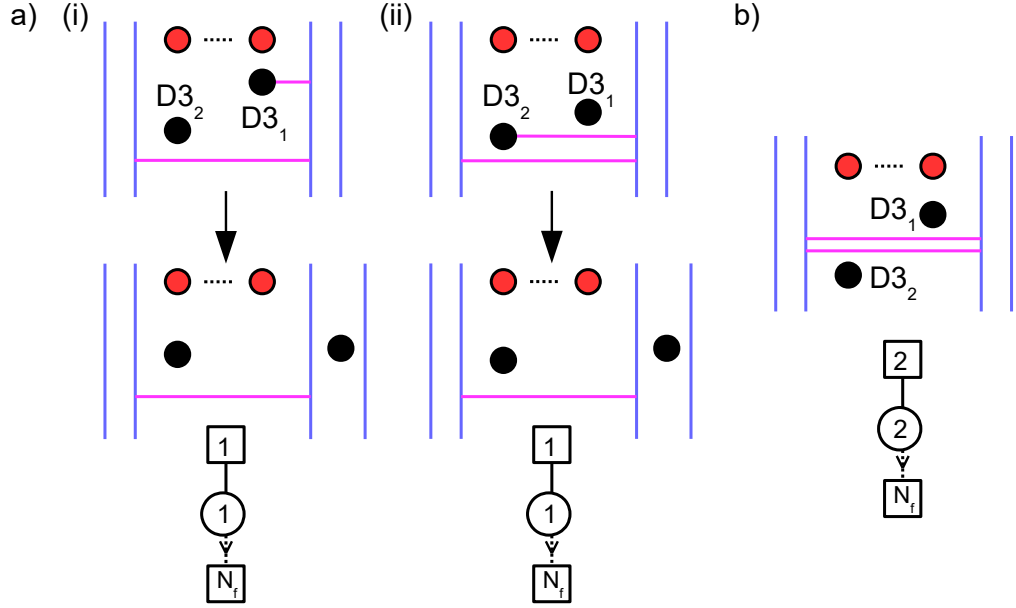 a) (i)
D3₂
D3₁
1
1
N_f
(ii)
D3₂
D3₁
1
1
N_f
b)
D3₁
D3₂
2
2
N_f